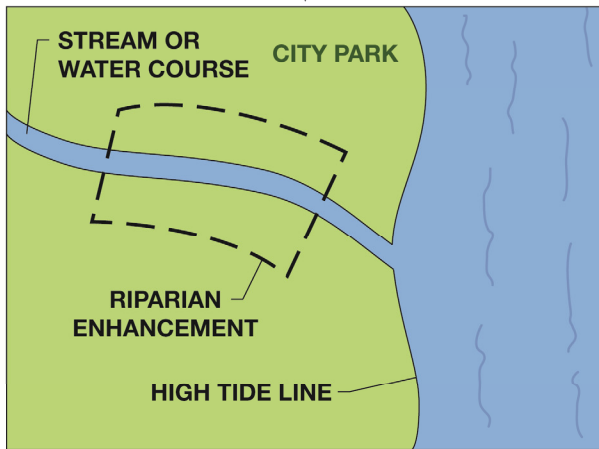 STREAM OR
WATER COURSE
CITY PARK
RIPARIAN
ENHANCEMENT
HIGH TIDE LINE